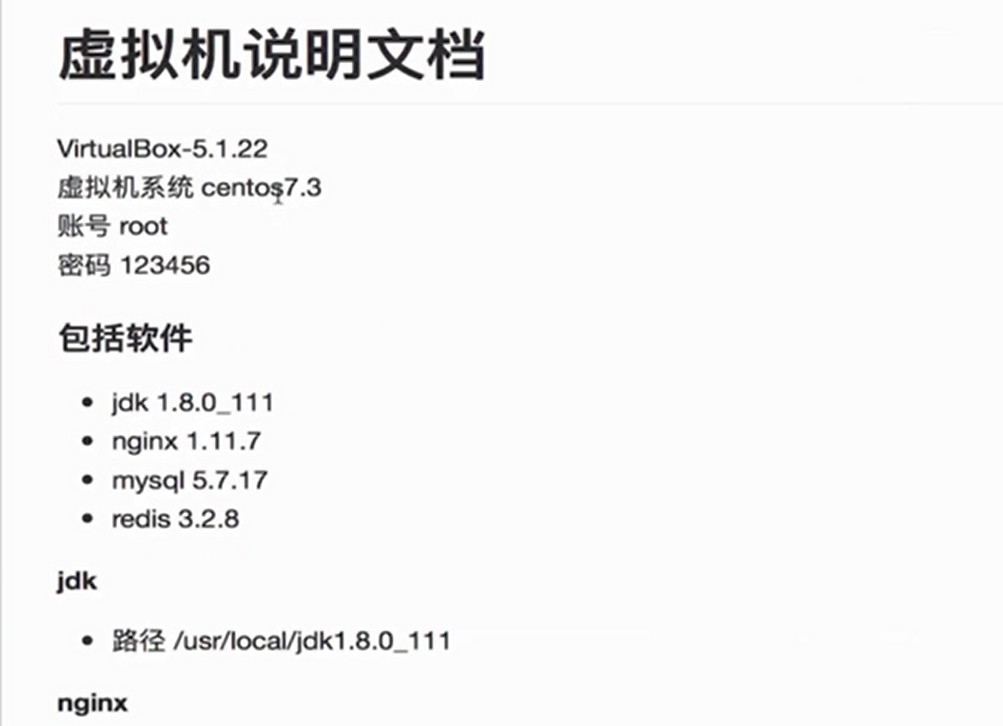 虚拟机说明文档
VirtualBox-5.1.22
虚拟机系统 centos7.3
账号 root
密码 123456
包括软件
• jdk 1.8.0_111
• nginx 1.11.7
• mysql 5.7.17
• redis 3.2.8
jdk
• 路径 /usr/local/jdk1.8.0_111
nginx